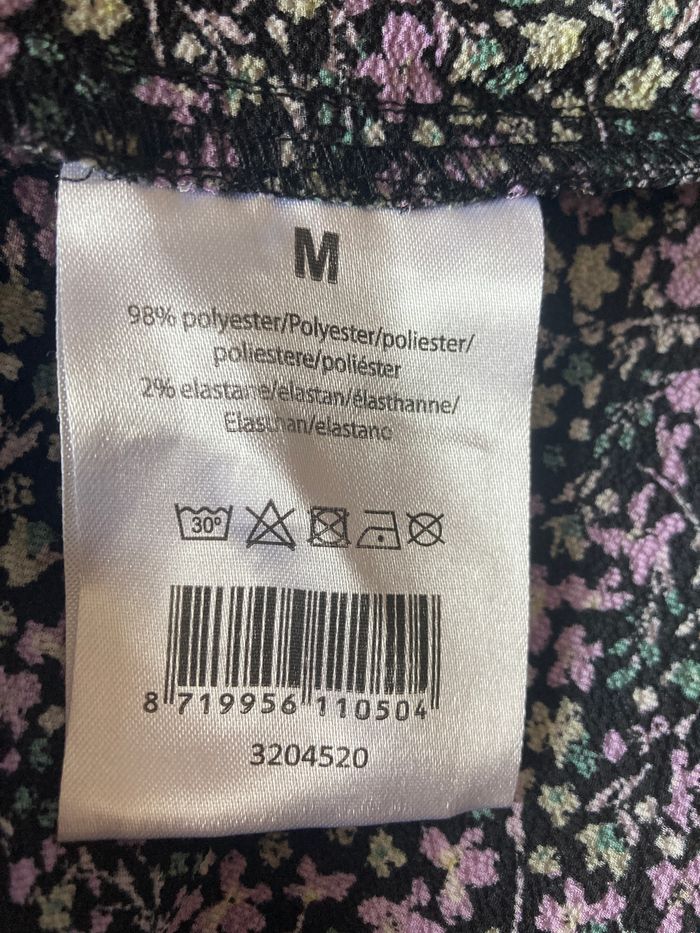 M
98% polyester/Polyester/poliester/
poliestere/poliéster
2% elastane/elastan/élasthanne/
Elasthan/elastano
30°
8 719956 110504
3204520